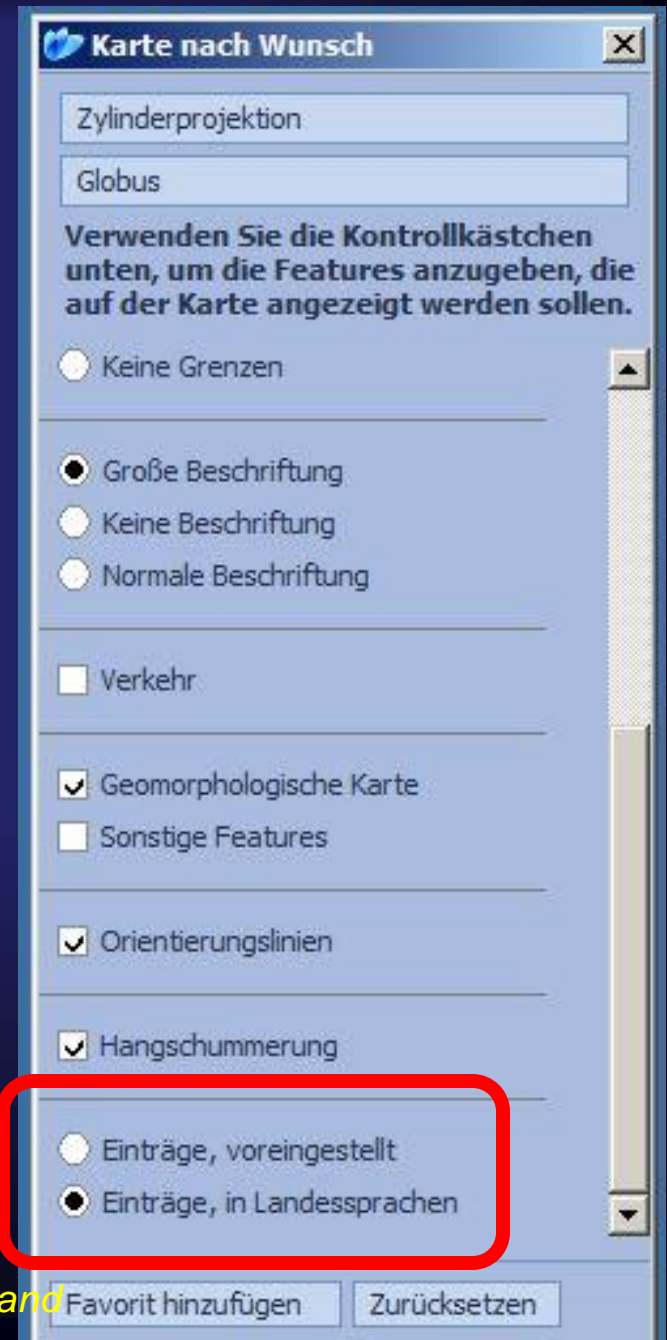 Karte nach Wunsch
Zylinderprojektion
Globus
Verwenden Sie die Kontrollkästchen
unten, um die Features anzugeben, die
auf der Karte angezeigt werden sollen.
Keine Grenzen
Große Beschriftung
Keine Beschriftung
Normale Beschriftung
Verkehr
Geomorphologische Karte
Sonstige Features
Orientierungslinien
Hangschummerung
Einträge, voreingestellt
Einträge, in Landessprachen
and
Favorit hinzufügen Zurücksetzen